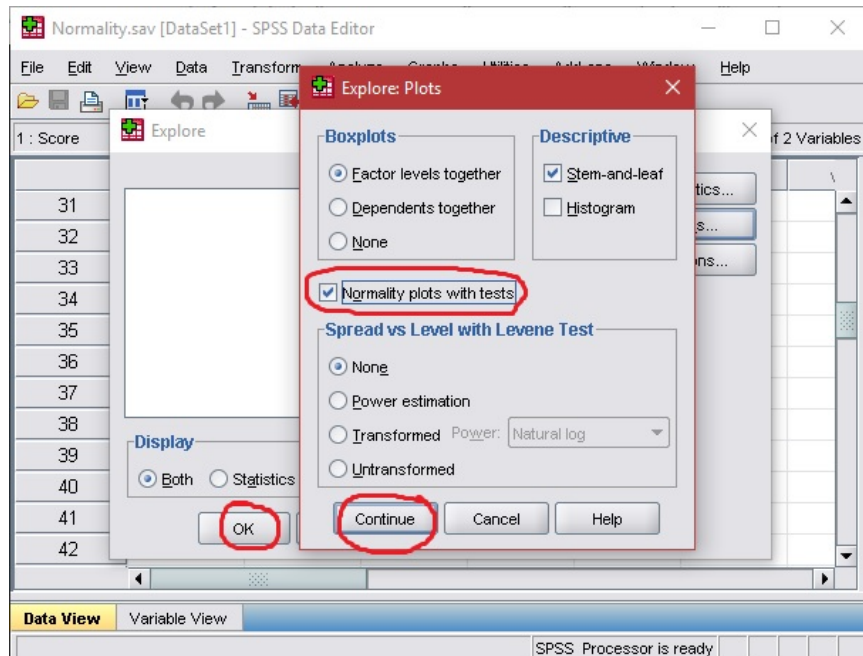 Normality.sav [DataSet1] - SPSS Data Editor
File Edit View Data Transform Help
Explore: Plots
1 : Score
Explore
of 2 Variables
Boxplots
Factor levels together
Dependents together
None
Descriptive
Stem-and-leaf
Histogram
tics...
s...
ons...
Normality plots with tests
Spread vs Level with Levene Test
None
Power estimation
Transformed Power: Natural log
Untransformed
Continue Cancel Help
31
32
33
34
35
36
37
38
39
40
41
42
Display
Both Statistics
OK
Data View Variable View
SPSS Processor is ready